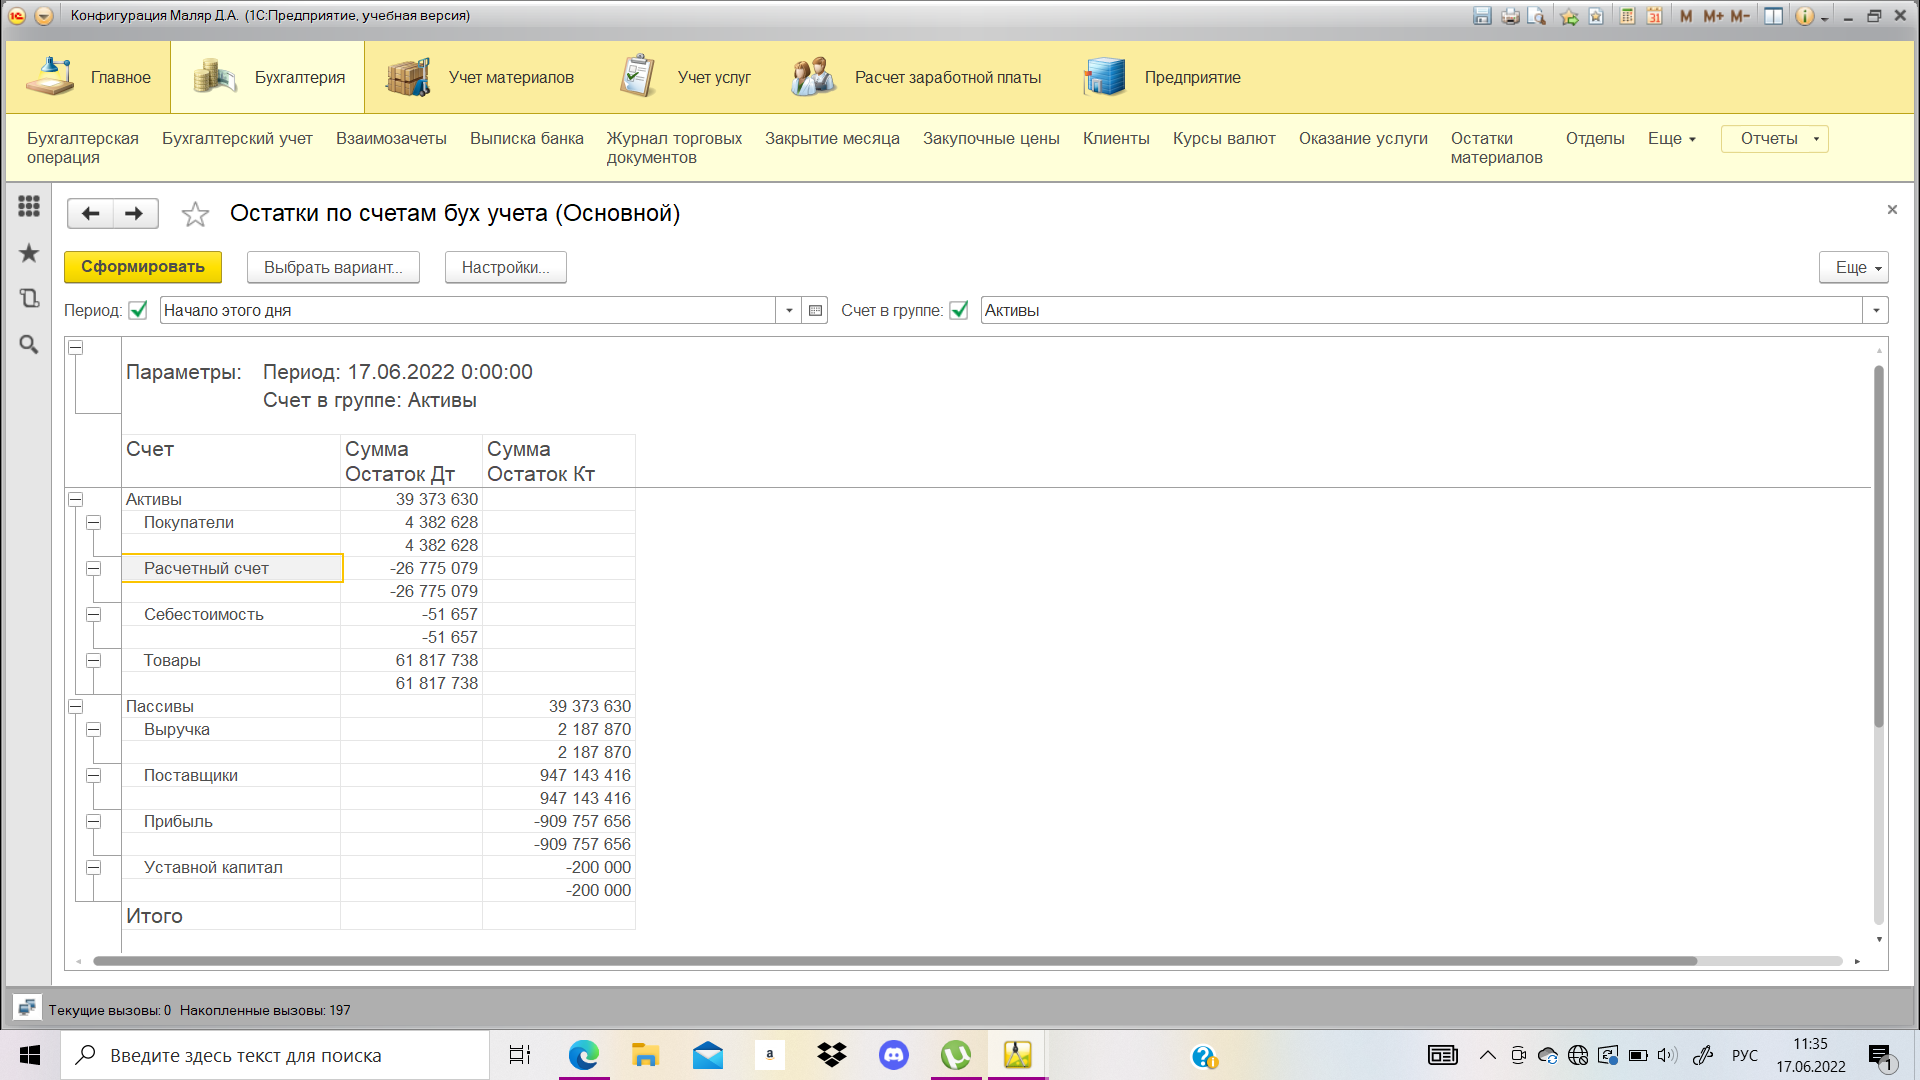 Конфигурация Маляр Д.А. (1С:Предприятие, учебная версия)
M M+ M-
Главное
Бухгалтерия
Учет материалов
Учет услуг
Расчет заработной платы
Предприятие
Бухгалтерская операция
Бухгалтерский учет
Взаимозачеты
Выписка банка
Журнал торговых документов
Закрытие месяца
Закупочные цены
Клиенты
Курсы валют
Оказание услуги
Остатки материалов
Отделы
Еще
Отчеты
Остатки по счетам бух учета (Основной)
Сформировать
Выбрать вариант...
Настройки...
Еще
Период: Начало этого дня
Счет в группе: Активы
Параметры: Период: 17.06.2022 0:00:00
Счет в группе: Активы
Счет Сумма Остаток Дт Сумма Остаток Кт
Активы 39 373 630
Покупатели 4 382 628
4 382 628
Расчетный счет -26 775 079
-26 775 079
Себестоимость -51 657
-51 657
Товары 61 817 738
61 817 738
Пассивы 39 373 630
Выручка 2 187 870
2 187 870
Поставщики 947 143 416
947 143 416
Прибыль -909 757 656
-909 757 656
Уставной капитал -200 000
-200 000
Итого
Текущие вызовы: 0 Накопленные вызовы: 197
Введите здесь текст для поиска
a
РУС
11:35
17.06.2022
1